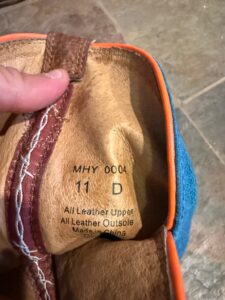 MHY 0004
11 D
All Leather Upper
All Leather Outsole
Made in China